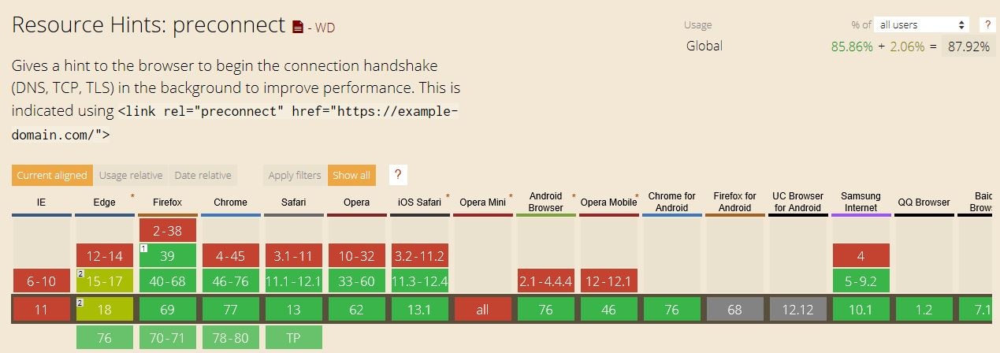 Resource Hints: preconnect - WD
Usage % of all users ?
Global 85.86% + 2.06% = 87.92%
Gives a hint to the browser to begin the connection handshake
(DNS, TCP, TLS) in the background to improve performance. This is
indicated using <link rel="preconnect" href="https://example-
domain.com/">
Current aligned Usage relative Date relative Apply filters Show all ?
IE Edge * Firefox Chrome Safari Opera iOS Safari * Opera Mini * Android Browser * Opera Mobile * Chrome for Android Firefox for Android UC Browser for Android Samsung Internet QQ Browser Baid Brows
2-38
12-14 1 39 4-45 3.1-11 10-32 3.2-11.2 4
6-10 2 15-17 40-68 46-76 11.1-12.1 33-60 11.3-12.4 2.1-4.4.4 12-12.1 5-9.2
11 2 18 69 77 13 62 13.1 all 76 46 76 68 12.12 10.1 1.2 7.1
76 70-71 78-80 TP